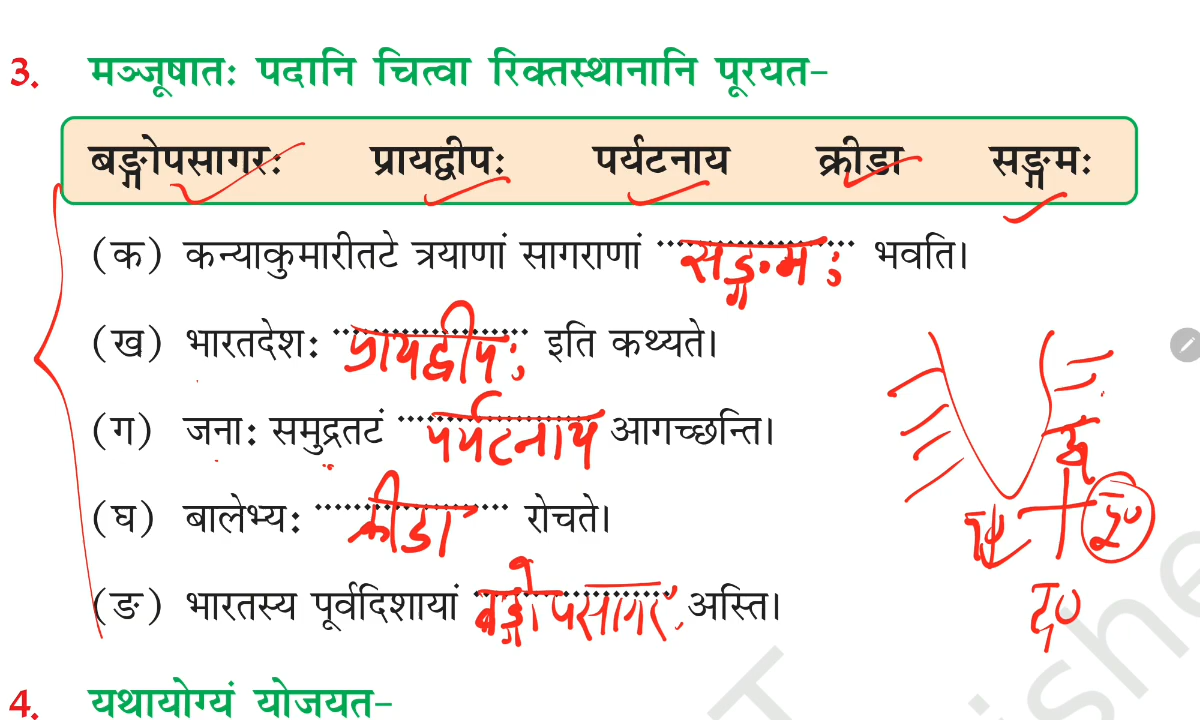 3. मञ्जूषातः पदानि चित्वा रिक्तस्थानानि पूरयत-
बङ्गोपसागरः प्रायद्वीपः पर्यटनाय क्रीडा सङ्गमः
(क) कन्याकुमारीतटे त्रयाणां सागराणां सङ्गमः भवति।
(ख) भारतदेशः प्रायद्वीपः इति कथ्यते।
(ग) जनाः समुद्रतटं पर्यटनाय आगच्छन्ति।
(घ) बालेभ्यः क्रीडा रोचते।
(ङ) भारतस्य पूर्वदिशायां बङ्गोपसागरः अस्ति।
4. यथायोग्यं योजयत-